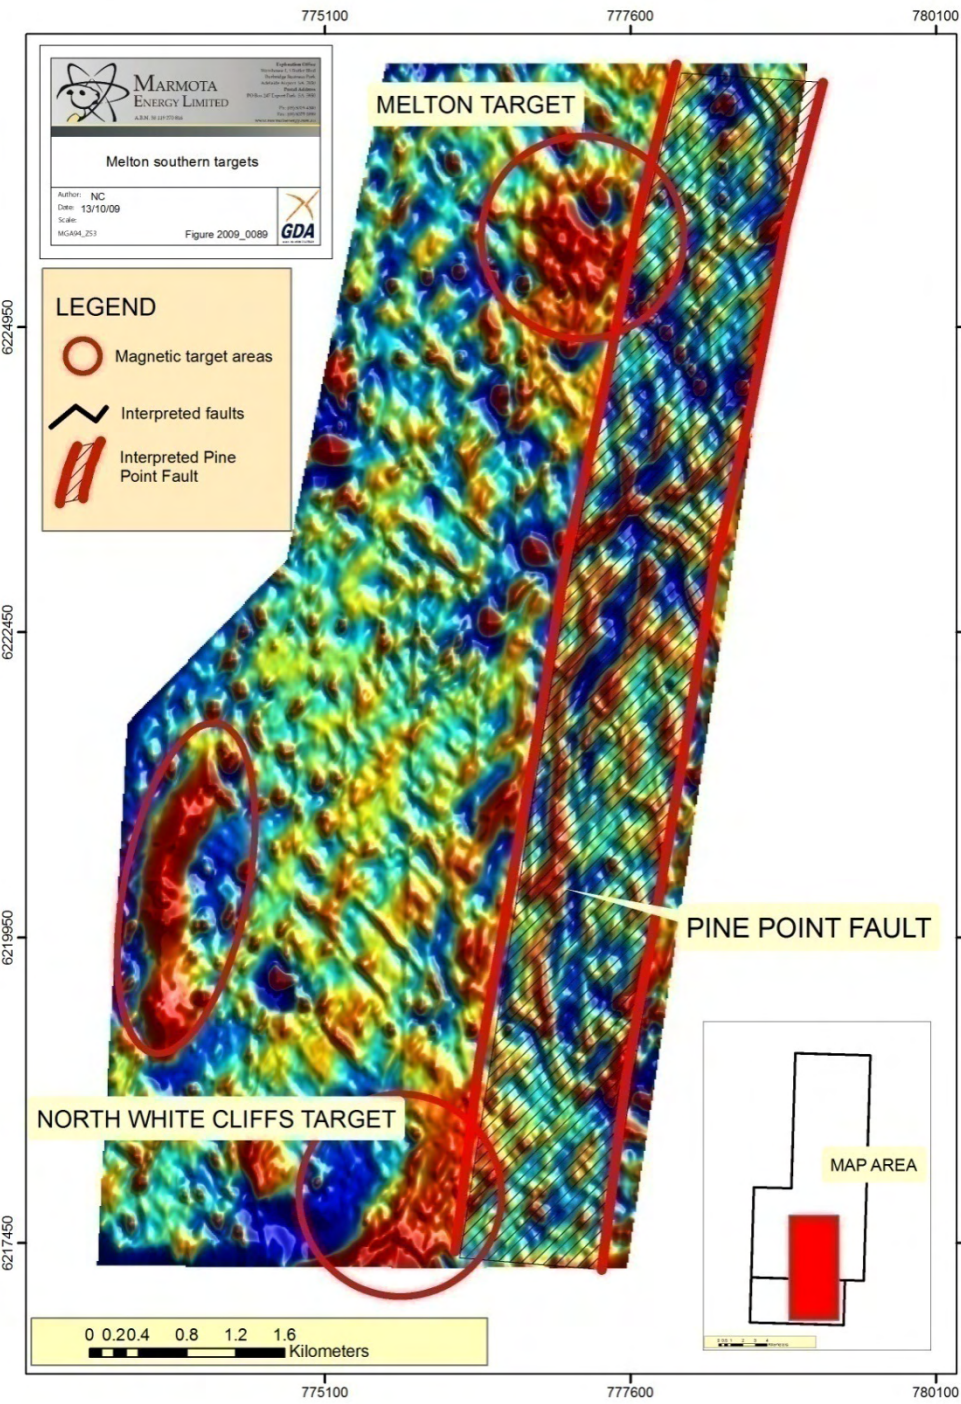 775100
777600
780100
MARMOTA
ENERGY LIMITED
Melton southern targets
Author: NC
Date: 13/10/09
Scale:
MGA94_Z53
Figure 2009_0089
GDA
MELTON TARGET
LEGEND
Magnetic target areas
Interpreted faults
Interpreted Pine
Point Fault
6224950
6222450
6219950
6217450
PINE POINT FAULT
NORTH WHITE CLIFFS TARGET
MAP AREA
0 0.20.4 0.8 1.2 1.6
Kilometers
775100
777600
780100